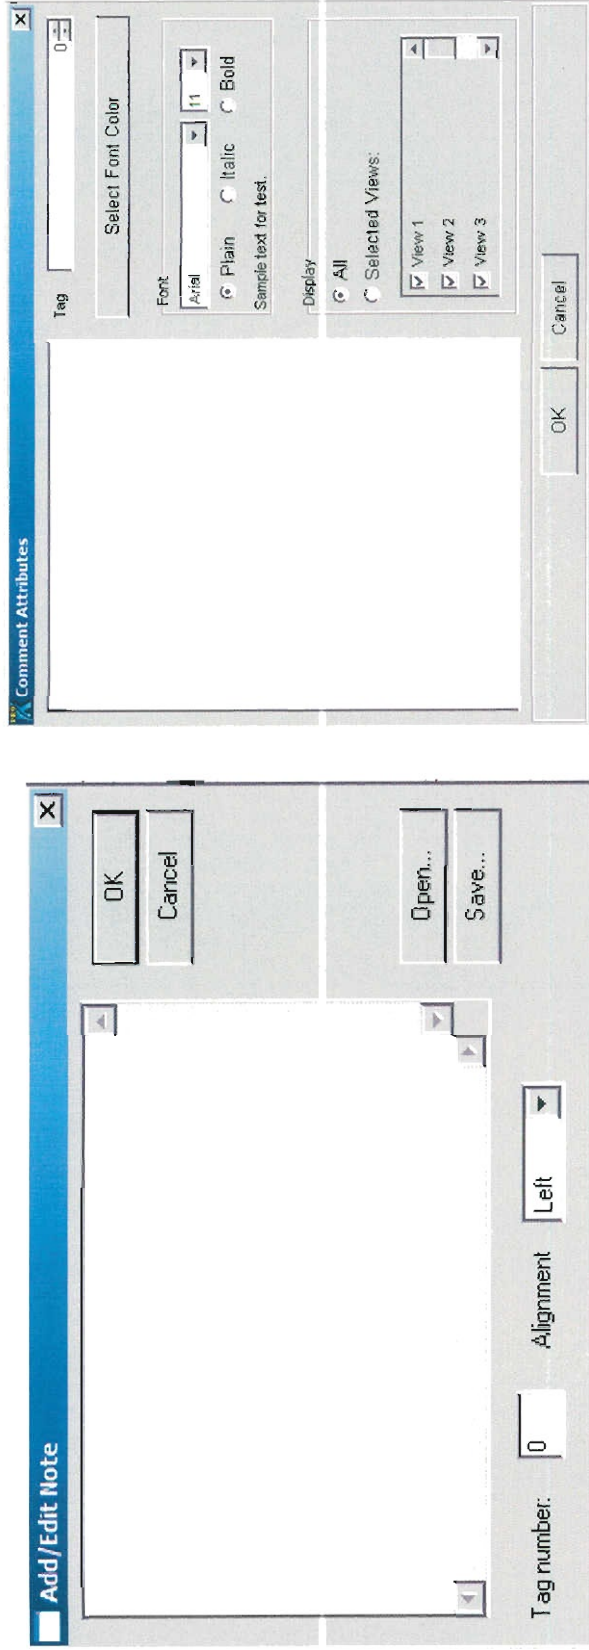 Add/Edit Note
OK
Cancel
Open...
Save...
Tag number: 0 Alignment Left
Comment Attributes
Tag 0
Select Font Color
Font
Arial 11
Plain Italic Bold
Sample text for test.
Display
All
Selected Views:
View 1
View 2
View 3
OK Cancel